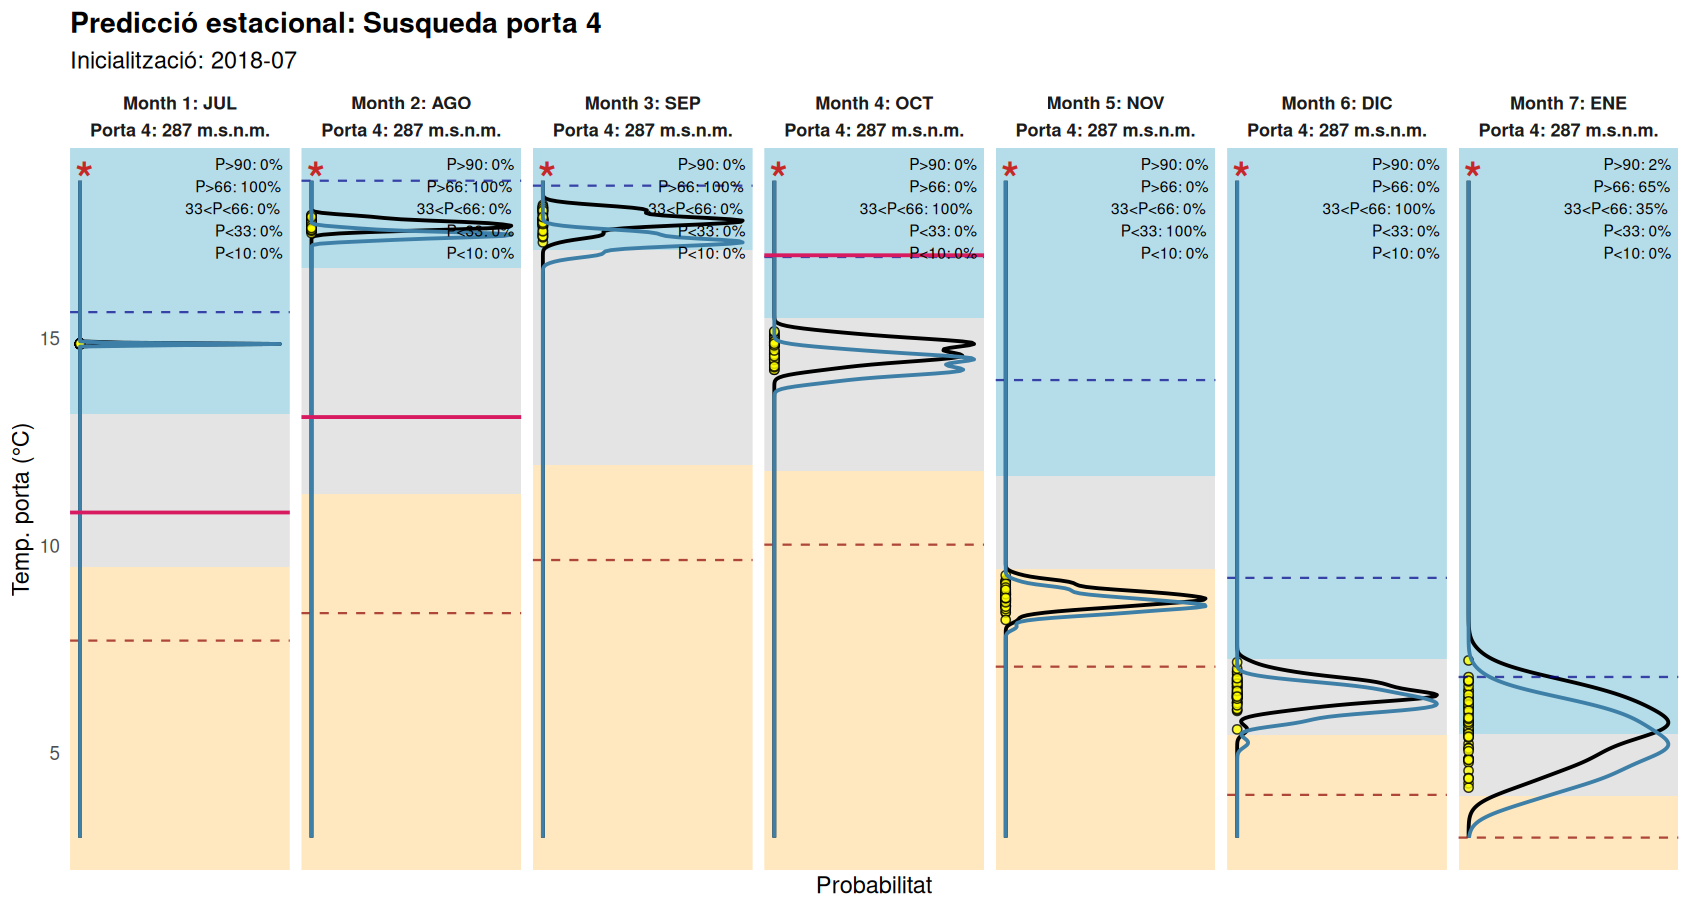 Predicció estacional: Susqueda porta 4
Inicialització: 2018-07
Month 1: JUL
Porta 4: 287 m.s.n.m.
Month 2: AGO
Porta 4: 287 m.s.n.m.
Month 3: SEP
Porta 4: 287 m.s.n.m.
Month 4: OCT
Porta 4: 287 m.s.n.m.
Month 5: NOV
Porta 4: 287 m.s.n.m.
Month 6: DIC
Porta 4: 287 m.s.n.m.
Month 7: ENE
Porta 4: 287 m.s.n.m.
*
P>90: 0%
P>66: 100%
33<P<66: 0%
P<33: 0%
P<10: 0%
*
P>90: 0%
P>66: 100%
33<P<66: 0%
P<33: 0%
P<10: 0%
*
P>90: 0%
P>66: 100%
33<P<66: 0%
P<33: 0%
P<10: 0%
*
P>90: 0%
P>66: 0%
33<P<66: 100%
P<33: 0%
P<10: 0%
*
P>90: 0%
P>66: 0%
33<P<66: 0%
P<33: 100%
P<10: 0%
*
P>90: 0%
P>66: 0%
33<P<66: 100%
P<33: 0%
P<10: 0%
*
P>90: 2%
P>66: 65%
33<P<66: 35%
P<33: 0%
P<10: 0%
Temp. porta (°C)
15
10
5
Probabilitat